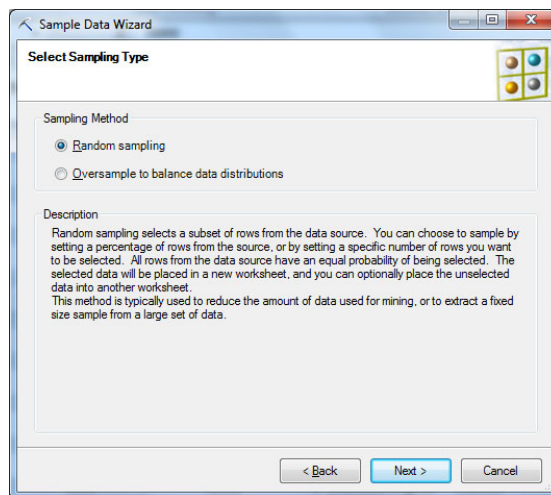 Sample Data Wizard
Select Sampling Type
Sampling Method
Random sampling
Oversample to balance data distributions
Description
Random sampling selects a subset of rows from the data source. You can choose to sample by
setting a percentage of rows from the source, or by setting a specific number of rows you want
to be selected. All rows from the data source have an equal probability of being selected. The
selected data will be placed in a new worksheet, and you can optionally place the unselected
data into another worksheet.
This method is typically used to reduce the amount of data used for mining, or to extract a fixed
size sample from a large set of data.
< Back Next > Cancel